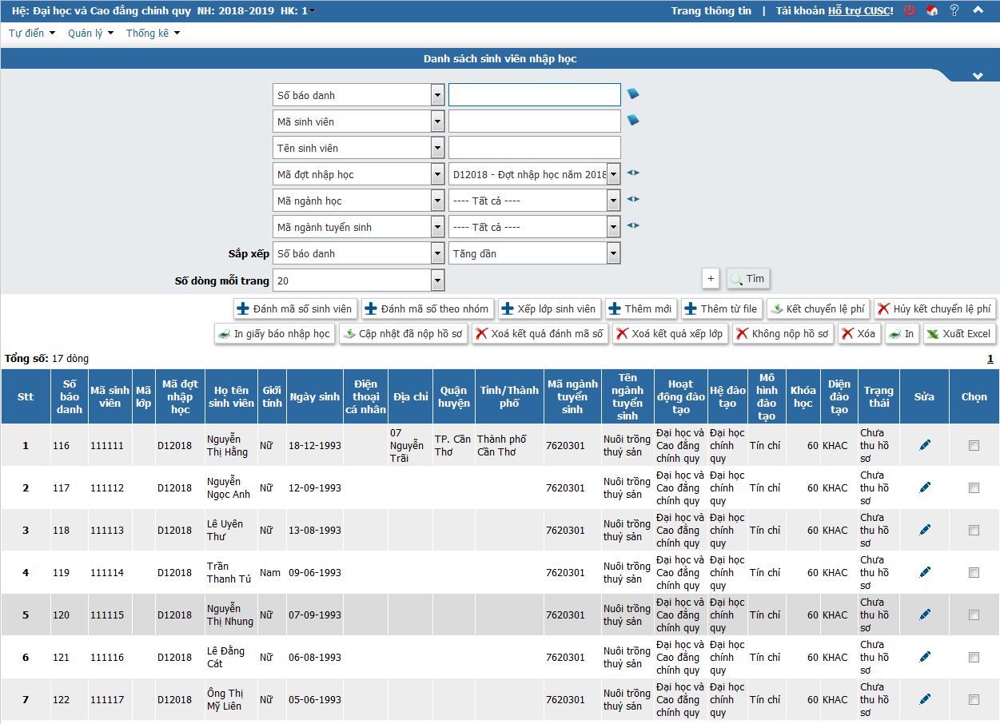 Hệ: Đại học và Cao đẳng chính quy NH: 2018-2019 HK: 1
Trang thông tin | Tài khoản Hỗ trợ CUSC!
Tự điển Quản lý Thống kê
Danh sách sinh viên nhập học
Số báo danh
Mã sinh viên
Tên sinh viên
Mã đợt nhập học D12018 - Đợt nhập học năm 2018
Mã ngành học ---- Tất cả ----
Mã ngành tuyển sinh ---- Tất cả ----
Sắp xếp Số báo danh Tăng dần
Số dòng mỗi trang 20 + Tìm
Đánh mã số sinh viên Đánh mã số theo nhóm Xếp lớp sinh viên Thêm mới Thêm từ file Kết chuyển lệ phí Hủy kết chuyển lệ phí
In giấy báo nhập học Cập nhật đã nộp hồ sơ Xoá kết quả đánh mã số Xoá kết quả xếp lớp Không nộp hồ sơ Xóa In Xuất Excel
Tổng số: 17 dòng 1
Stt Số báo danh Mã sinh viên Mã lớp Mã đợt nhập học Họ tên sinh viên Giới tính Ngày sinh Điện thoại cá nhân Địa chỉ Quận huyện Tỉnh/Thành phố Mã ngành tuyển sinh Tên ngành tuyển sinh Hoạt động đào tạo Hệ đào tạo Mô hình đào tạo Khóa học Diện đào tạo Trạng thái Sửa Chọn
1 116 111111 D12018 Nguyễn Thị Hằng Nữ 18-12-1993 07 Nguyễn Trãi TP. Cần Thơ Thành phố Cần Thơ 7620301 Nuôi trồng thuỷ sản Đại học và Cao đẳng chính quy Đại học chính quy Tín chỉ 60 KHAC Chưa thu hồ sơ
2 117 111112 D12018 Nguyễn Ngọc Anh Nữ 12-09-1993 7620301 Nuôi trồng thuỷ sản Đại học và Cao đẳng chính quy Đại học chính quy Tín chỉ 60 KHAC Chưa thu hồ sơ
3 118 111113 D12018 Lê Uyên Thư Nữ 13-08-1993 7620301 Nuôi trồng thuỷ sản Đại học và Cao đẳng chính quy Đại học chính quy Tín chỉ 60 KHAC Chưa thu hồ sơ
4 119 111114 D12018 Trần Thanh Tú Nam 09-06-1993 7620301 Nuôi trồng thuỷ sản Đại học và Cao đẳng chính quy Đại học chính quy Tín chỉ 60 KHAC Chưa thu hồ sơ
5 120 111115 D12018 Nguyễn Thị Nhung Nữ 07-09-1993 7620301 Nuôi trồng thuỷ sản Đại học và Cao đẳng chính quy Đại học chính quy Tín chỉ 60 KHAC Chưa thu hồ sơ
6 121 111116 D12018 Lê Đằng Cát Nữ 06-08-1993 7620301 Nuôi trồng thuỷ sản Đại học và Cao đẳng chính quy Đại học chính quy Tín chỉ 60 KHAC Chưa thu hồ sơ
7 122 111117 D12018 Ông Thị Mỹ Liên Nữ 05-06-1993 7620301 Nuôi trồng thuỷ sản Đại học và Cao đẳng chính quy Đại học chính quy Tín chỉ 60 KHAC Chưa thu hồ sơ